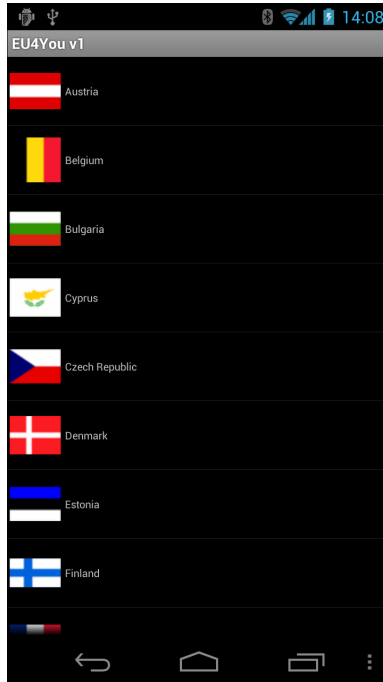 14:08
EU4You v1
Austria
Belgium
Bulgaria
Cyprus
Czech Republic
Denmark
Estonia
Finland